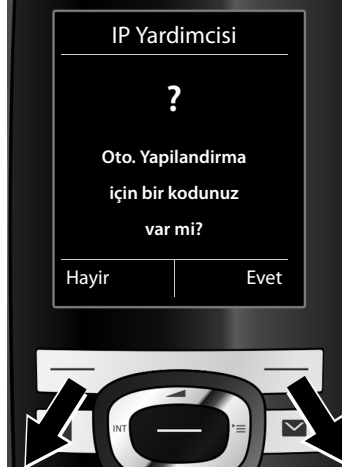 IP Yardimcisi
?
Oto. Yapilandirma
için bir kodunuz
var mi?
Hayir Evet
INT